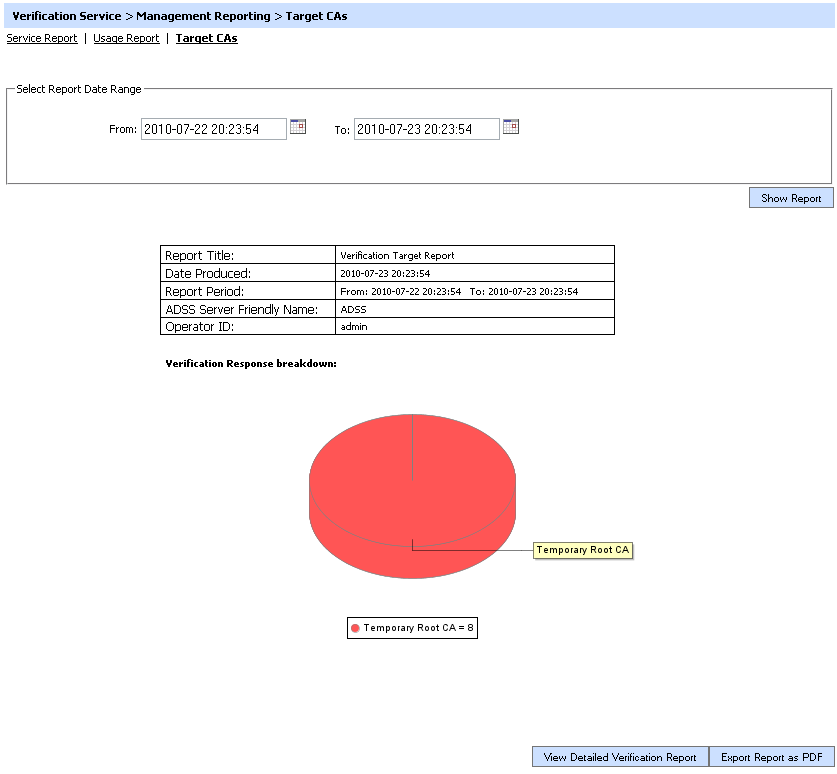 Verification Service > Management Reporting > Target CAs
Service Report | Usage Report | Target CAs
Select Report Date Range
From: 2010-07-22 20:23:54 To: 2010-07-23 20:23:54
Show Report
Report Title: Verification Target Report
Date Produced: 2010-07-23 20:23:54
Report Period: From: 2010-07-22 20:23:54 To: 2010-07-23 20:23:54
ADSS Server Friendly Name: ADSS
Operator ID: admin
Verification Response breakdown:
Temporary Root CA
Temporary Root CA = 8
View Detailed Verification Report Export Report as PDF